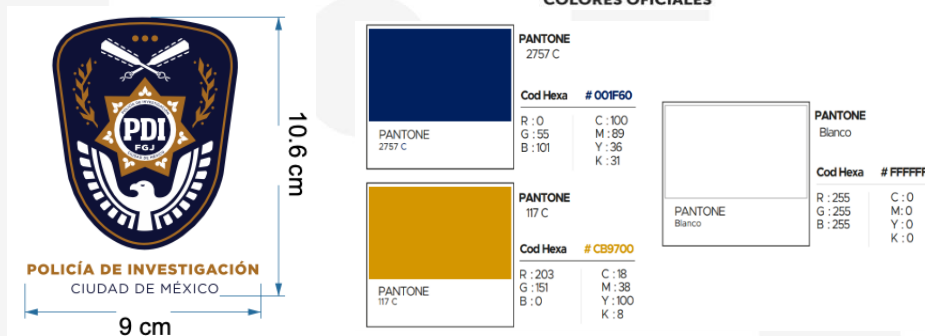 COLORES OFICIALES
PDI
FGJ
POLICÍA DE INVESTIGACIÓN
CIUDAD DE MÉXICO
10.6 cm
9 cm
PANTONE
2757 C
PANTONE
2757 C
Cod Hexa # 001F60
R : 0 C : 100
G : 55 M : 89
B : 101 Y : 36
K : 31
PANTONE
117 C
PANTONE
117 C
Cod Hexa # CB9700
R : 203 C : 18
G : 151 M : 38
B : 0 Y : 100
K : 8
PANTONE
Blanco
PANTONE
Blanco
Cod Hexa # FFFFFF
R : 255 C : 0
G : 255 M: 0
B : 255 Y : 0
K : 0